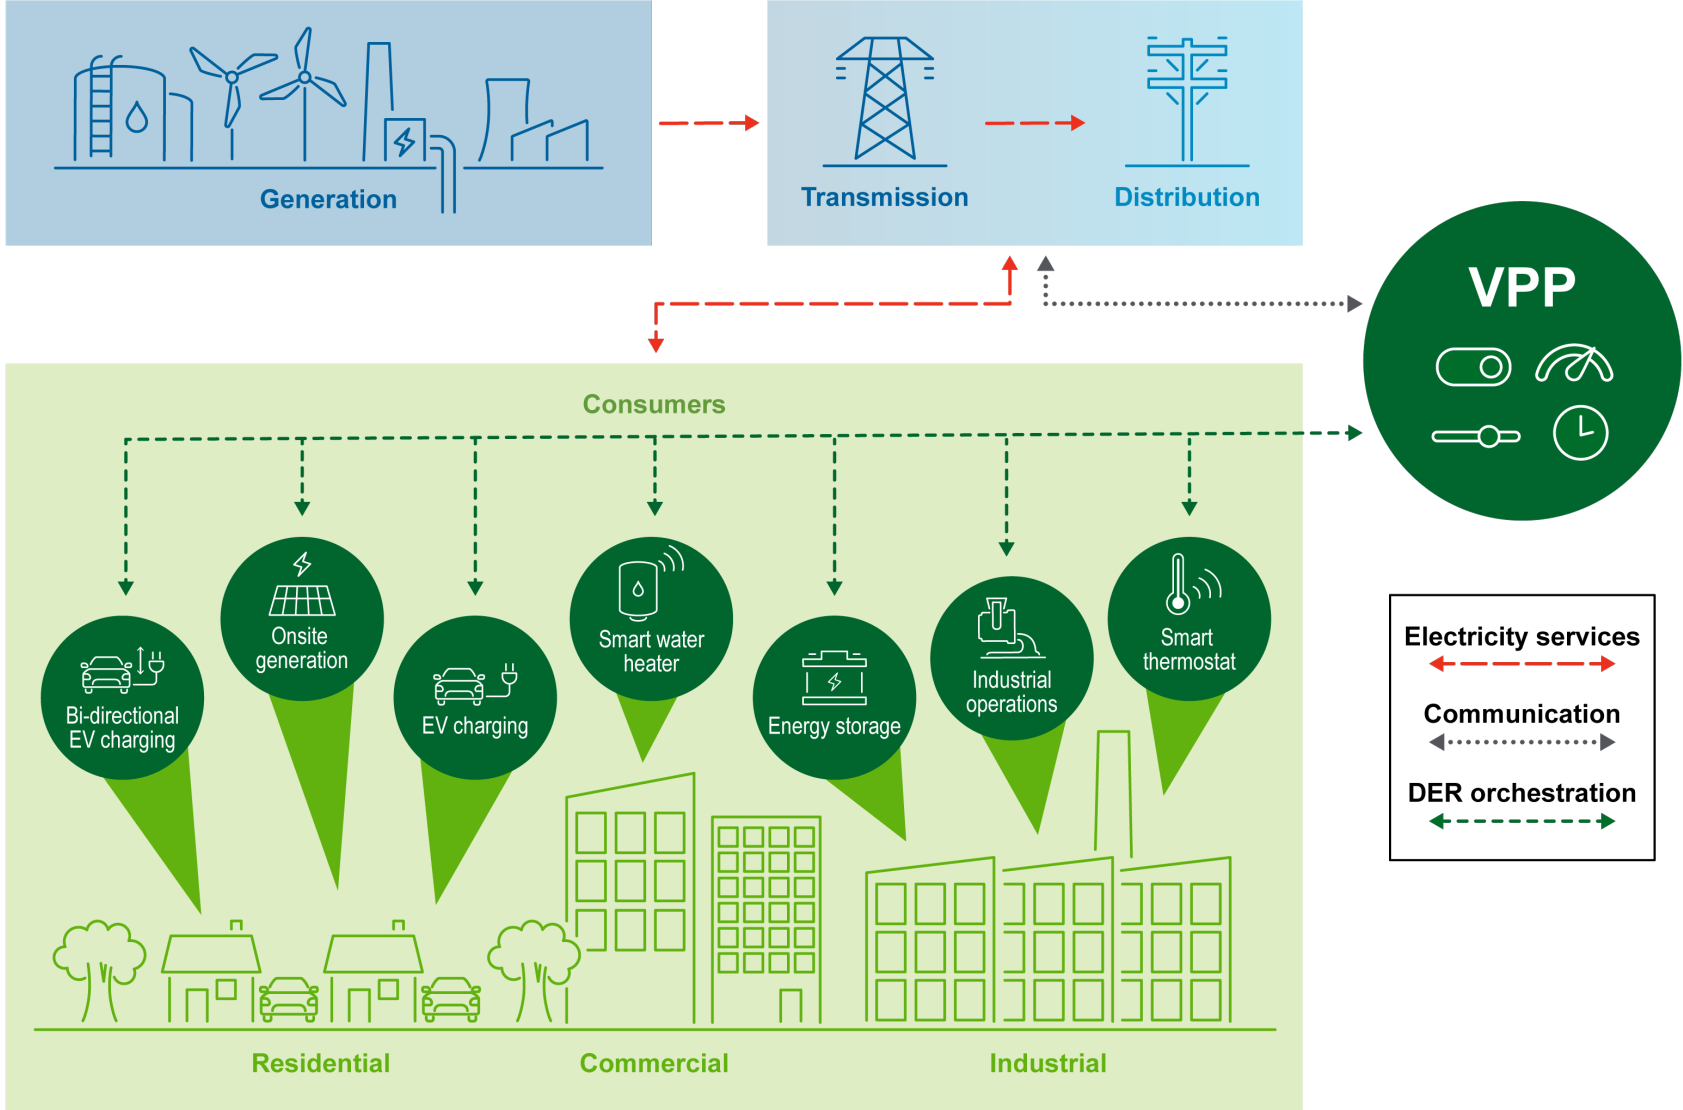 Generation
Transmission
Distribution
VPP
Consumers
Bi-directional
EV charging
Onsite
generation
EV charging
Smart water
heater
Energy storage
Industrial
operations
Smart
thermostat
Electricity services
Communication
DER orchestration
Residential
Commercial
Industrial